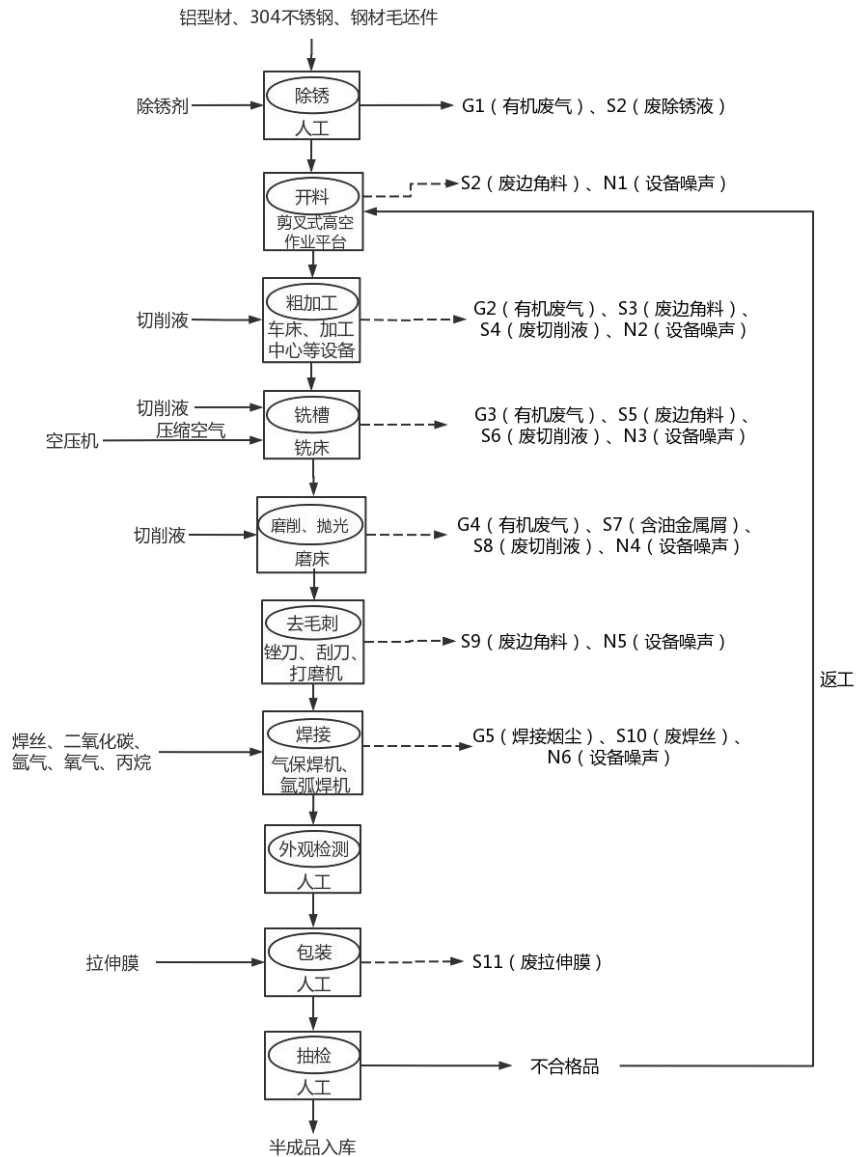 铝型材、304不锈钢、钢材毛坯件
除锈剂
除锈
人工
G1（有机废气）、S2（废除锈液）
开料
剪叉式高空
作业平台
S2（废边角料）、N1（设备噪声）
切削液
粗加工
车床、加工
中心等设备
G2（有机废气）、S3（废边角料）、
S4（废切削液）、N2（设备噪声）
切削液
空压机
压缩空气
铣槽
铣床
G3（有机废气）、S5（废边角料）、
S6（废切削液）、N3（设备噪声）
切削液
磨削、抛光
磨床
G4（有机废气）、S7（含油金属屑）、
S8（废切削液）、N4（设备噪声）
去毛刺
锉刀、刮刀、
打磨机
S9（废边角料）、N5（设备噪声）
返工
焊丝、二氧化碳、
氩气、氧气、丙烷
焊接
气保焊机、
氩弧焊机
G5（焊接烟尘）、S10（废焊丝）、
N6（设备噪声）
外观检测
人工
拉伸膜
包装
人工
S11（废拉伸膜）
抽检
人工
不合格品
半成品入库